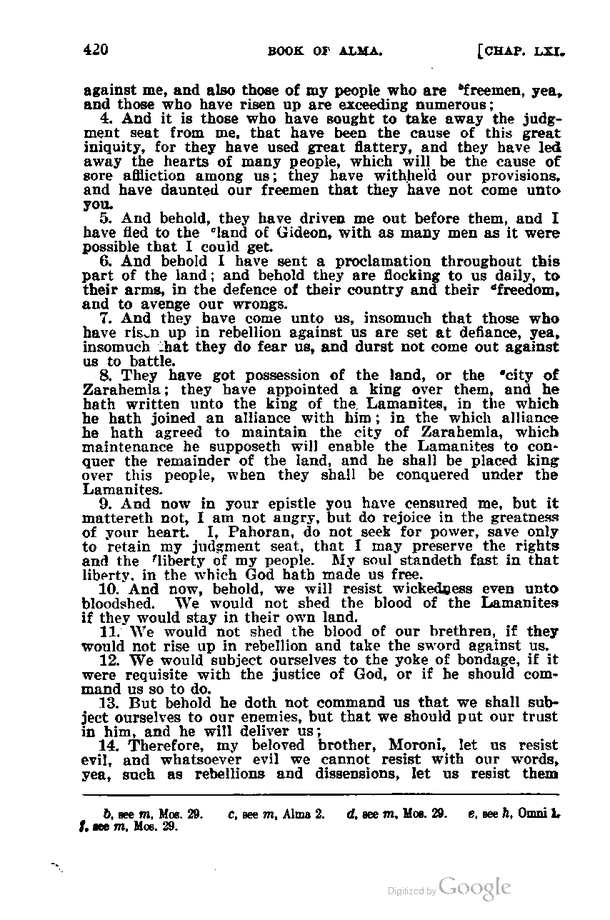 420 BOOK OF ALMA. [CHAP. LXI.
against me, and also those of my people who are ᵇfreemen, yea,
and those who have risen up are exceeding numerous;
4. And it is those who have sought to take away the judg-
ment seat from me, that have been the cause of this great
iniquity, for they have used great flattery, and they have led
away the hearts of many people, which will be the cause of
sore affliction among us; they have withheld our provisions,
and have daunted our freemen that they have not come unto
you.
5. And behold, they have driven me out before them, and I
have fled to the ᶜland of Gideon, with as many men as it were
possible that I could get.
6. And behold I have sent a proclamation throughout this
part of the land; and behold they are flocking to us daily, to
their arms, in the defence of their country and their ᵈfreedom,
and to avenge our wrongs.
7. And they have come unto us, insomuch that those who
have risen up in rebellion against us are set at defiance, yea,
insomuch that they do fear us, and durst not come out against
us to battle.
8. They have got possession of the land, or the ᵉcity of
Zarahemla; they have appointed a king over them, and he
hath written unto the king of the Lamanites, in the which
he hath joined an alliance with him; in the which alliance
he hath agreed to maintain the city of Zarahemla, which
maintenance he supposeth will enable the Lamanites to con-
quer the remainder of the land, and he shall be placed king
over this people, when they shall be conquered under the
Lamanites.
9. And now in your epistle you have censured me, but it
mattereth not, I am not angry, but do rejoice in the greatness
of your heart. I, Pahoran, do not seek for power, save only
to retain my judgment seat, that I may preserve the rights
and the ᶠliberty of my people. My soul standeth fast in that
liberty, in the which God hath made us free.
10. And now, behold, we will resist wickedness even unto
bloodshed. We would not shed the blood of the Lamanites
if they would stay in their own land.
11. We would not shed the blood of our brethren, if they
would not rise up in rebellion and take the sword against us.
12. We would subject ourselves to the yoke of bondage, if it
were requisite with the justice of God, or if he should com-
mand us so to do.
13. But behold he doth not command us that we shall sub-
ject ourselves to our enemies, but that we should put our trust
in him, and he will deliver us;
14. Therefore, my beloved brother, Moroni, let us resist
evil, and whatsoever evil we cannot resist with our words,
yea, such as rebellions and dissensions, let us resist them
b, see m, Mos. 29. c, see m, Alma 2. d, see m, Mos. 29. e, see h, Omni 1.
f, see m, Mos. 29.
Digitized by Google